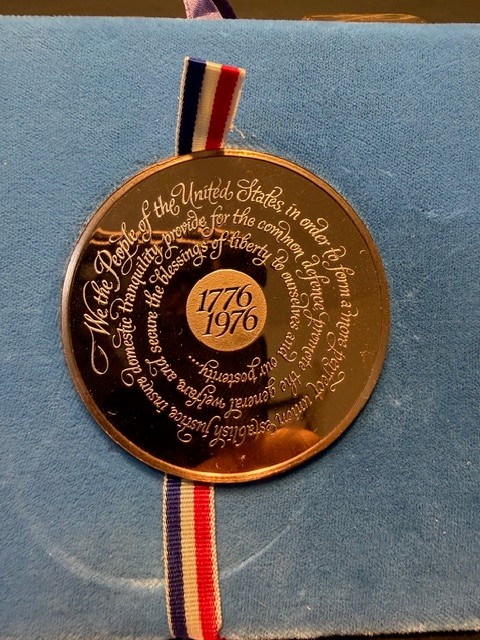 We the People of the United States, in order to form a more perfect union, establish justice, insure domestic tranquility, provide for the common defence, promote the general welfare and secure the blessings of liberty to ourselves and our posterity...
1776
1976